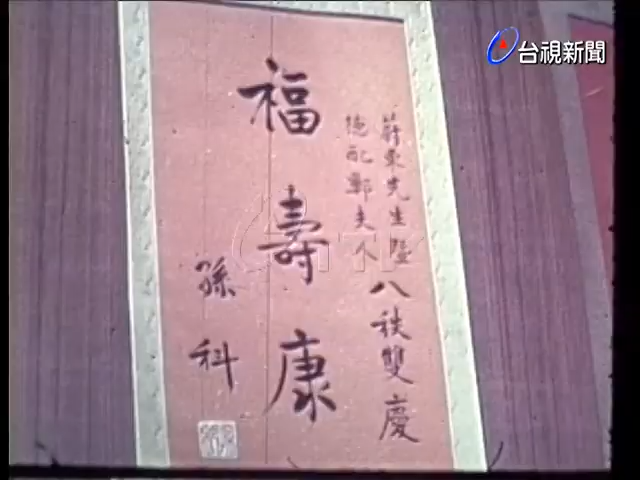 台視新聞
東先生暨
德配鄭夫人
八秩雙慶
福壽康
孫科